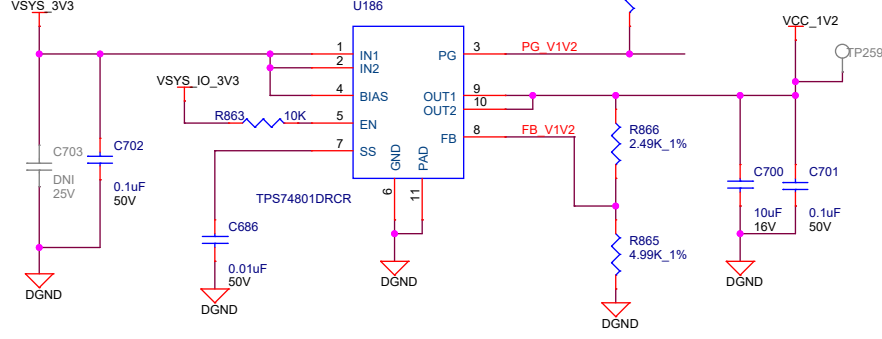 VSYS_3V3
U186
VCC_1V2
TP259
1
IN1
2
IN2
PG
3
PG_V1V2
VSYS_IO_3V3
4
BIAS
OUT1
9
OUT2
10
R863
10K
5
EN
7
SS
FB
8
FB_V1V2
GND
PAD
6
11
TPS74801DRCR
R866
2.49K_1%
C703
DNI
25V
C702
0.1uF
50V
C686
0.01uF
50V
R865
4.99K_1%
C700
10uF
16V
C701
0.1uF
50V
DGND
DGND
DGND
DGND
DGND